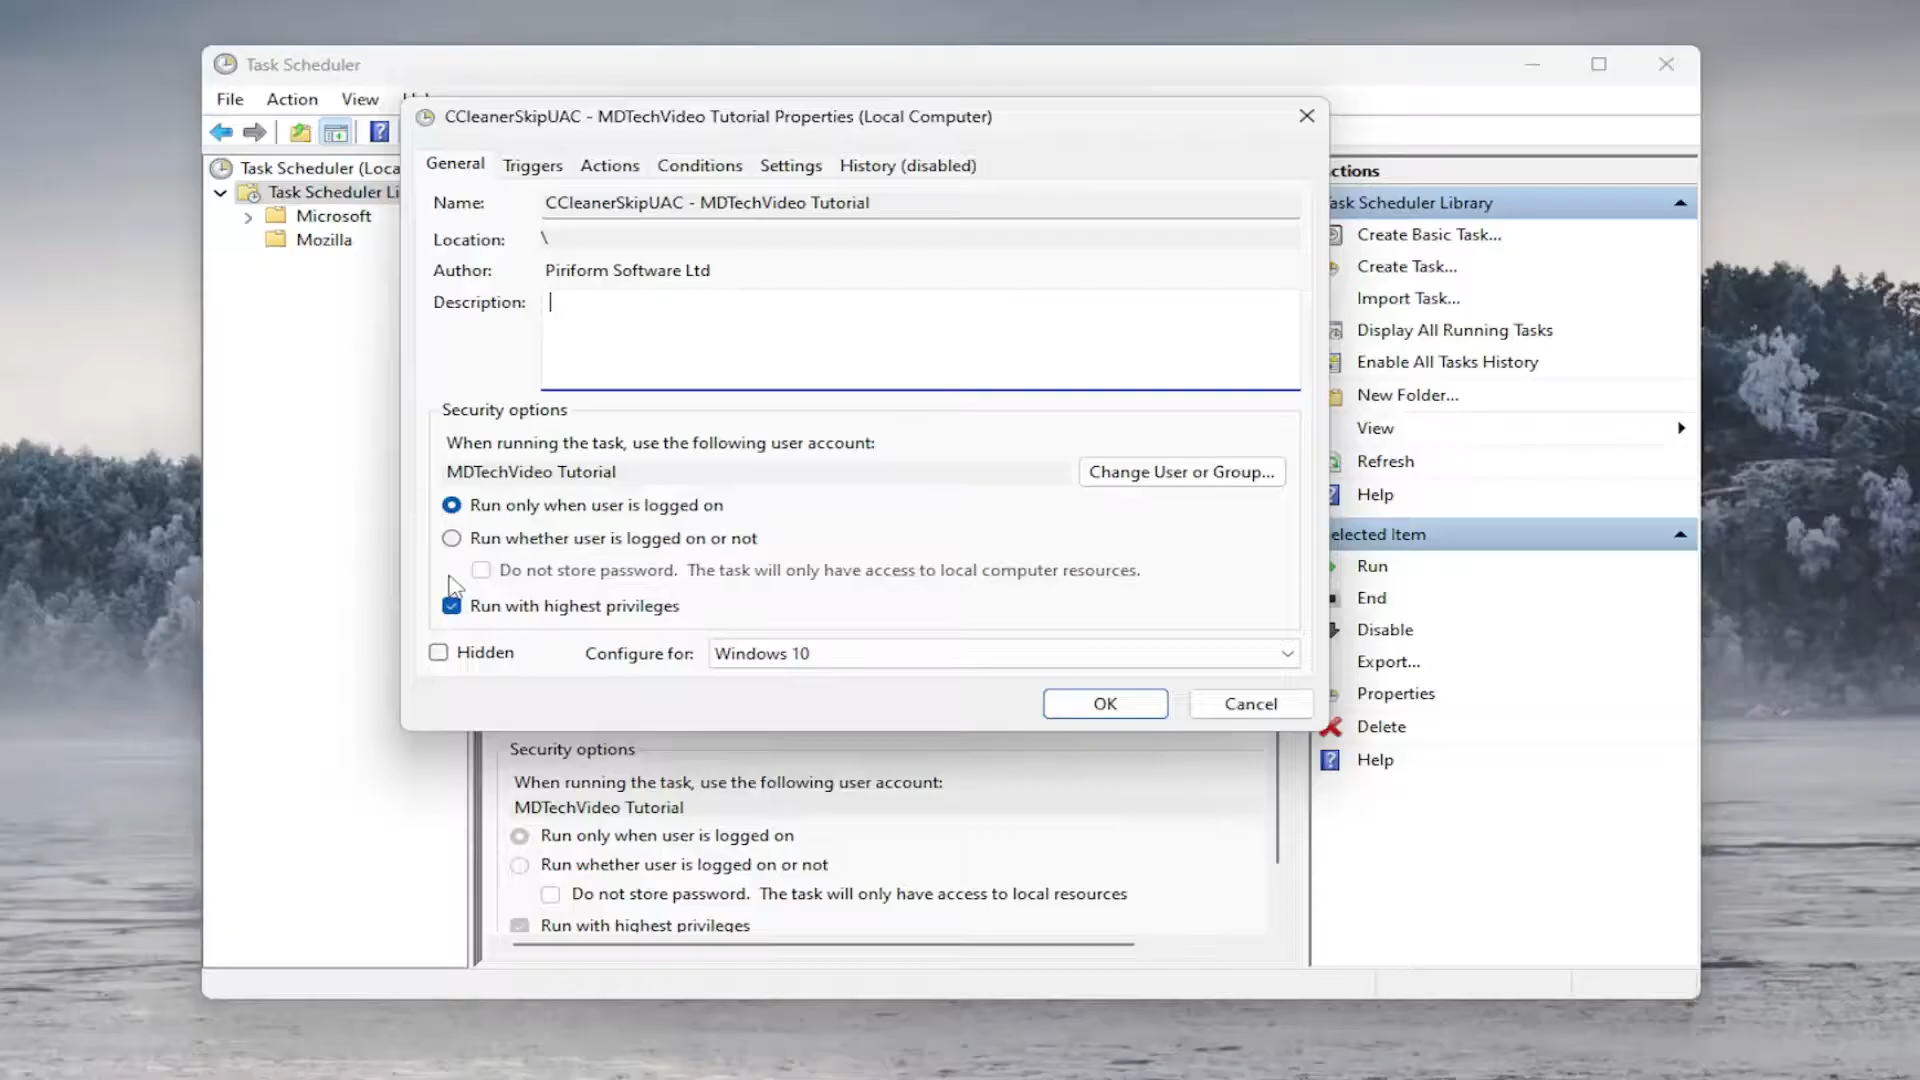 Task Scheduler
File Action View
CCleanerSkipUAC - MDTechVideo Tutorial Properties (Local Computer)
General Triggers Actions Conditions Settings History (disabled)
Name: CCleanerSkipUAC - MDTechVideo Tutorial
Location: \
Author: Piriform Software Ltd
Description:
Security options
When running the task, use the following user account:
MDTechVideo Tutorial
Change User or Group...
Run only when user is logged on
Run whether user is logged on or not
Do not store password. The task will only have access to local computer resources.
Run with highest privileges
Hidden
Configure for: Windows 10
OK Cancel
Task Scheduler (Loca
Task Scheduler Li
Microsoft
Mozilla
Security options
When running the task, use the following user account:
MDTechVideo Tutorial
Run only when user is logged on
Run whether user is logged on or not
Do not store password. The task will only have access to local resources
Run with highest privileges
ctions
ask Scheduler Library
Create Basic Task...
Create Task...
Import Task...
Display All Running Tasks
Enable All Tasks History
New Folder...
View
Refresh
Help
elected Item
Run
End
Disable
Export...
Properties
Delete
Help